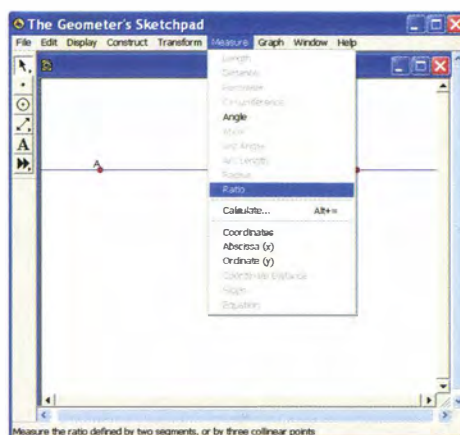 The Geometer's Sketchpad
File Edit Display Construct Transform Measure Graph Window Help
Length
Distance
Perimeter
Circumference
Angle
Arc Angle
Arc Length
Radius
Ratio
Calculate... Alt+=
Coordinates
Abscissa (x)
Ordinate (y)
Coordinate Distance
Slope
Equation
A
A
Measure the ratio defined by two segments, or by three collinear points